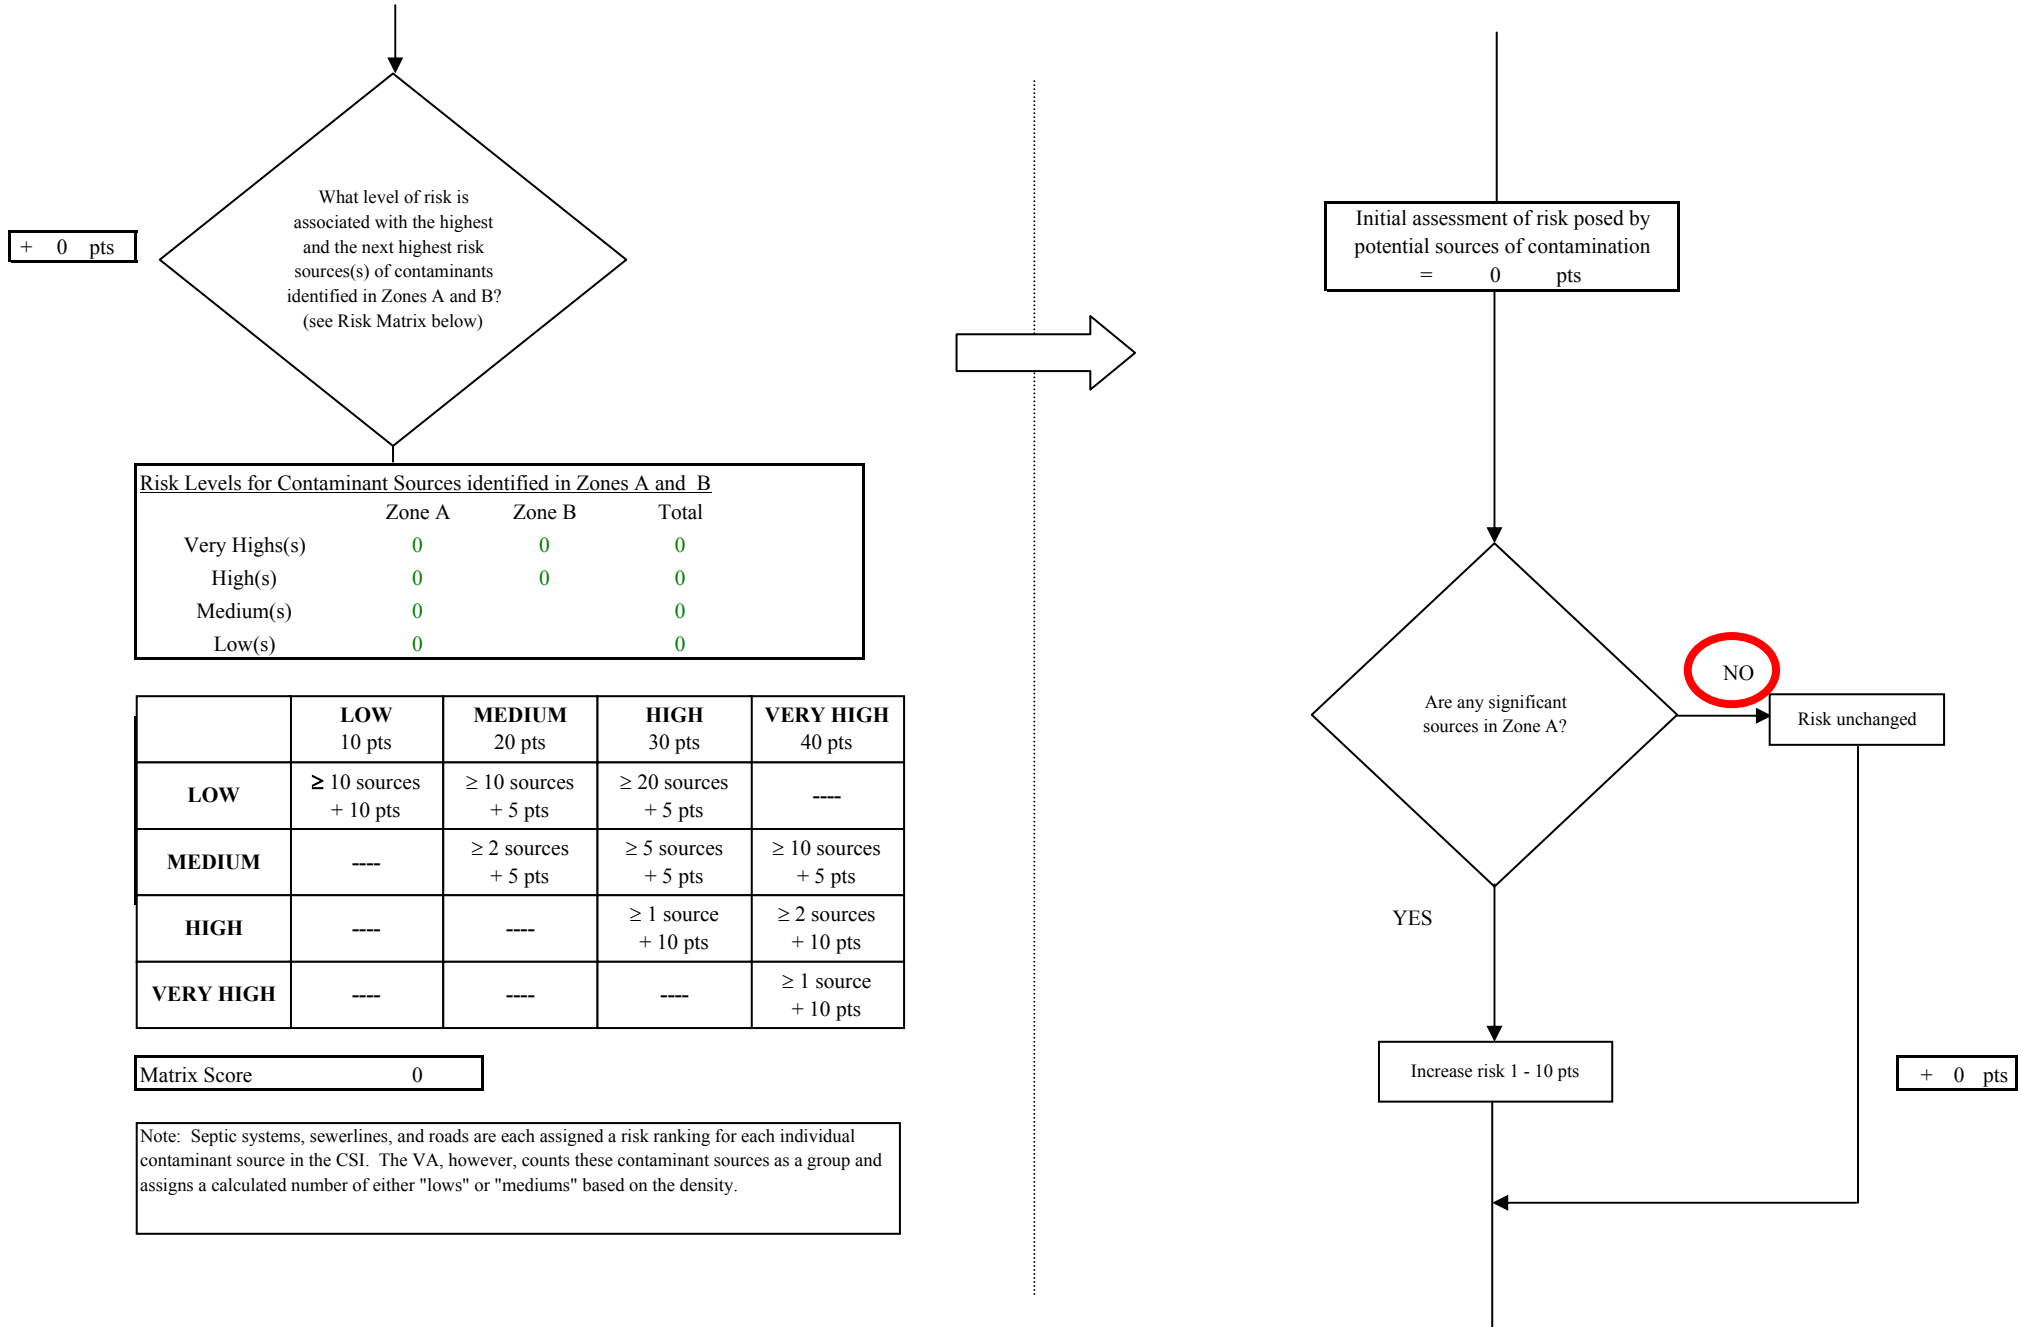 What level of risk is
associated with the highest
and the next highest risk
sources(s) of contaminants
identified in Zones A and B?
(see Risk Matrix below)
+ 0 pts
Risk Levels for Contaminant Sources identified in Zones A and B
Zone A Zone B Total
Very Highs(s) 0 0 0
High(s) 0 0 0
Medium(s) 0 0
Low(s) 0 0
LOW MEDIUM HIGH VERY HIGH
10 pts 20 pts 30 pts 40 pts
LOW ≥ 10 sources ≥ 10 sources ≥ 20 sources ----
+ 10 pts + 5 pts + 5 pts
MEDIUM ---- ≥ 2 sources ≥ 5 sources ≥ 10 sources
+ 5 pts + 5 pts + 5 pts
HIGH ---- ---- ≥ 1 source ≥ 2 sources
+ 10 pts + 10 pts
VERY HIGH ---- ---- ---- ≥ 1 source
+ 10 pts
Matrix Score 0
Note: Septic systems, sewerlines, and roads are each assigned a risk ranking for each individual
contaminant source in the CSI. The VA, however, counts these contaminant sources as a group and
assigns a calculated number of either "lows" or "mediums" based on the density.
Initial assessment of risk posed by
potential sources of contamination
= 0 pts
Are any significant
sources in Zone A?
NO
Risk unchanged
YES
Increase risk 1 - 10 pts
+ 0 pts